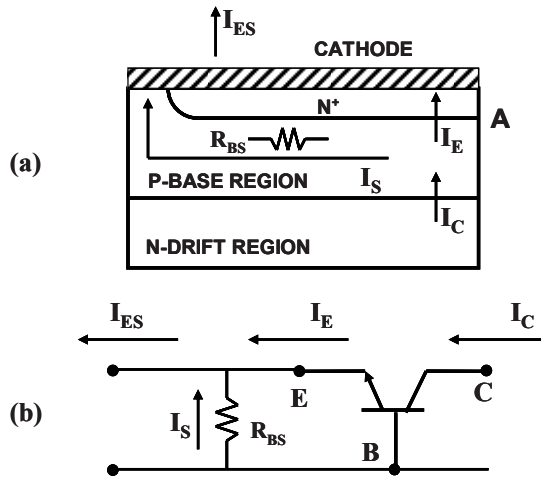 I_ES
CATHODE
N⁺
A
R_BS
I_E
(a)
P-BASE REGION
I_S
I_C
N-DRIFT REGION
I_ES I_E I_C
E C
(b)
I_S R_BS
B